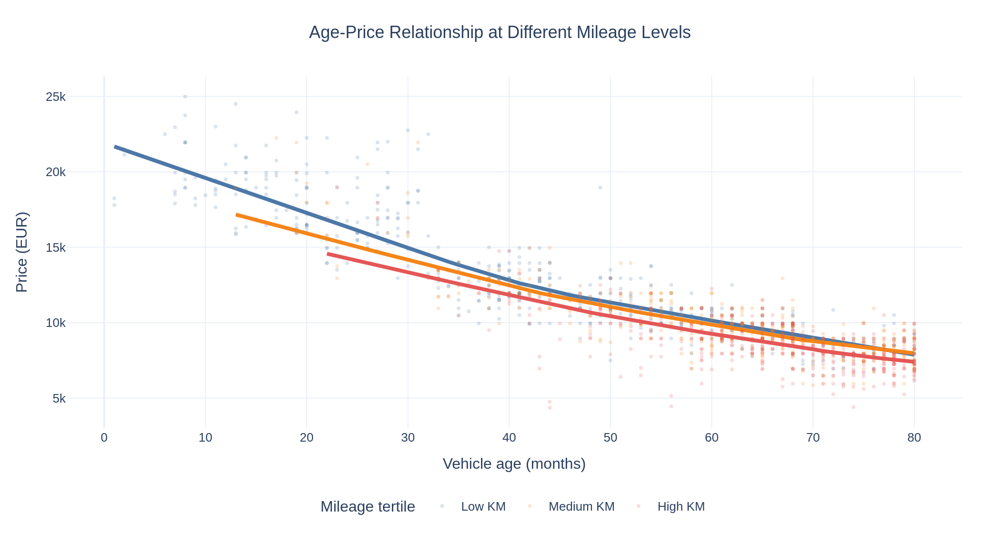 Age-Price Relationship at Different Mileage Levels
25k
20k
15k
10k
5k
Price (EUR)
0 10 20 30 40 50 60 70 80
Vehicle age (months)
Mileage tertile Low KM Medium KM High KM